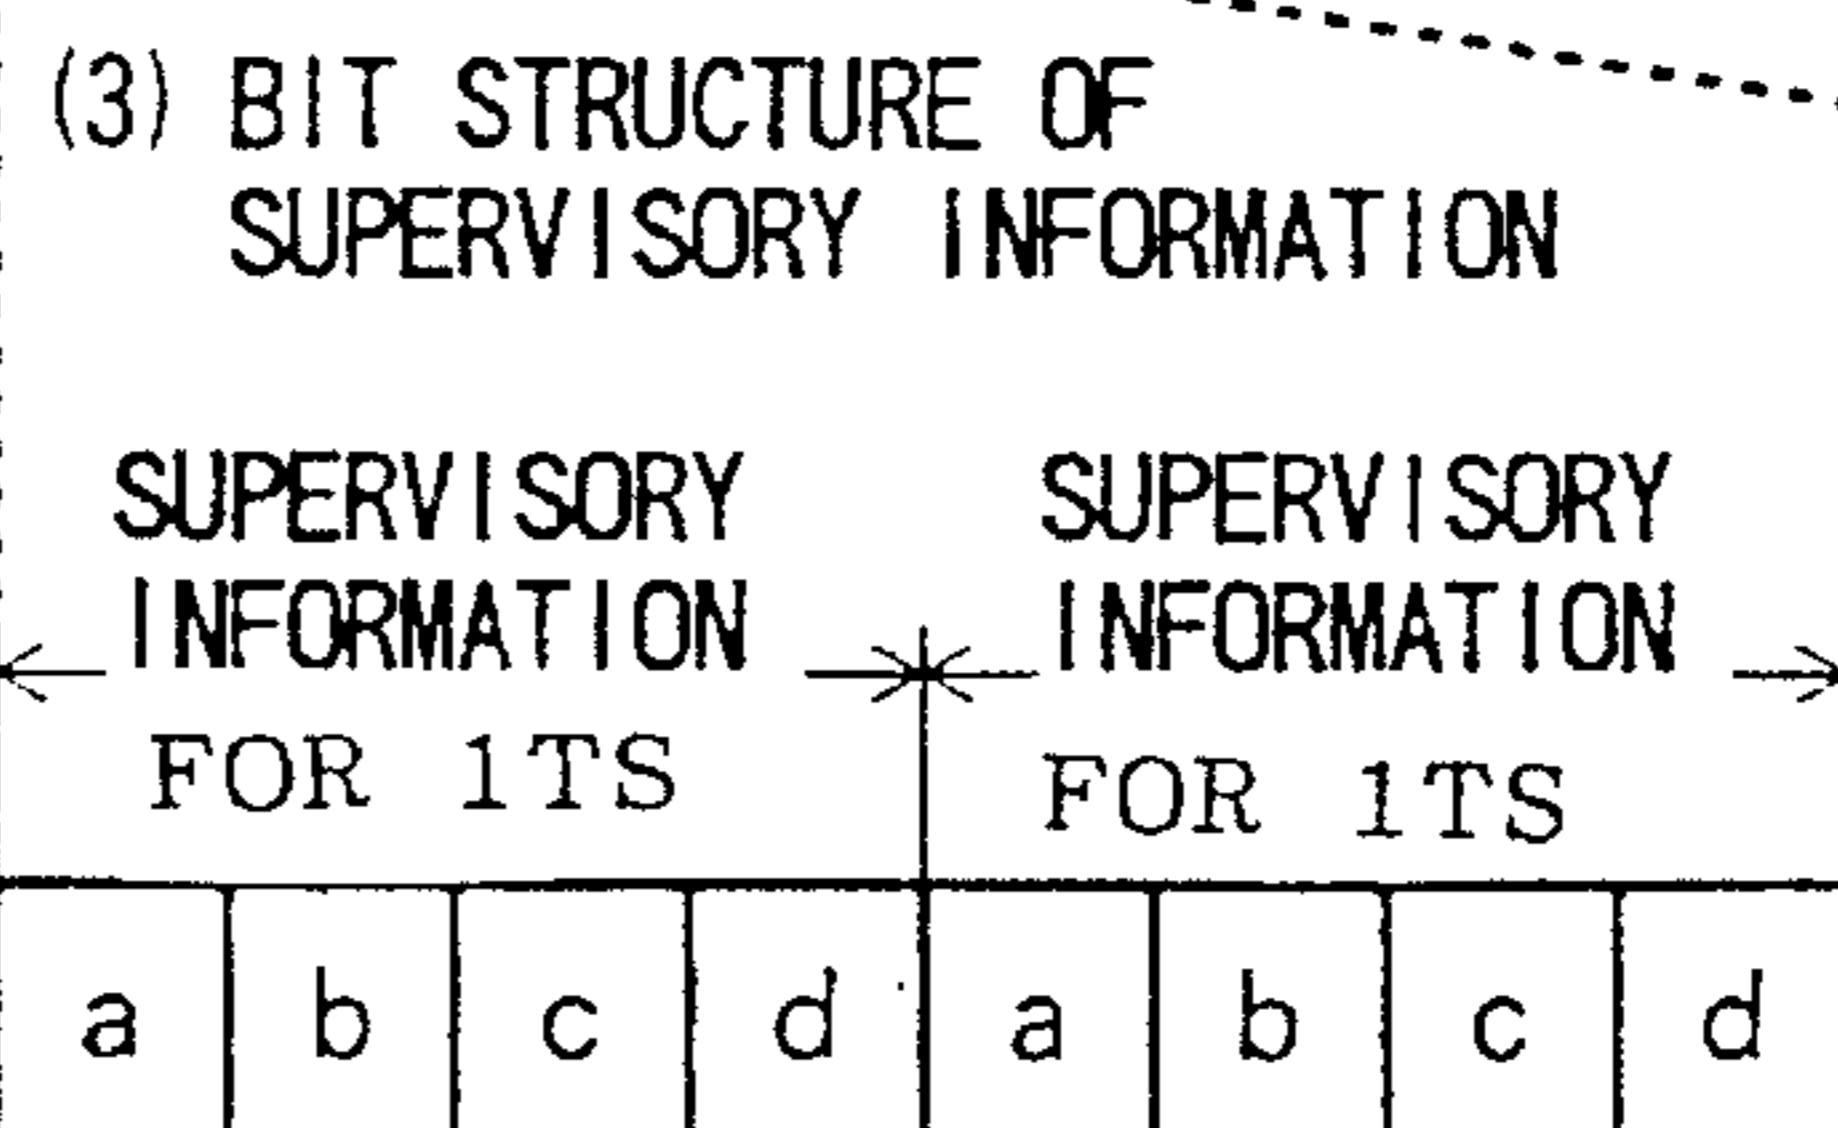 (3) BIT STRUCTURE OF
SUPERVISORY INFORMATION
SUPERVISORY
INFORMATION
FOR 1TS
SUPERVISORY
INFORMATION
FOR 1TS
a b c d a b c d